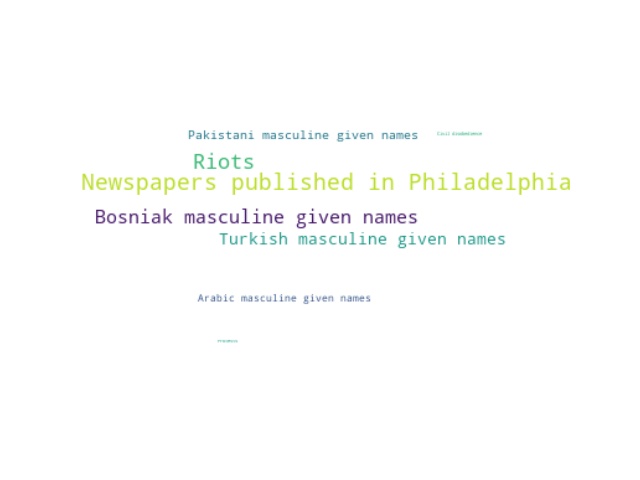 Pakistani masculine given names
Civil disobedience
Riots
Newspapers published in Philadelphia
Bosniak masculine given names
Turkish masculine given names
Arabic masculine given names